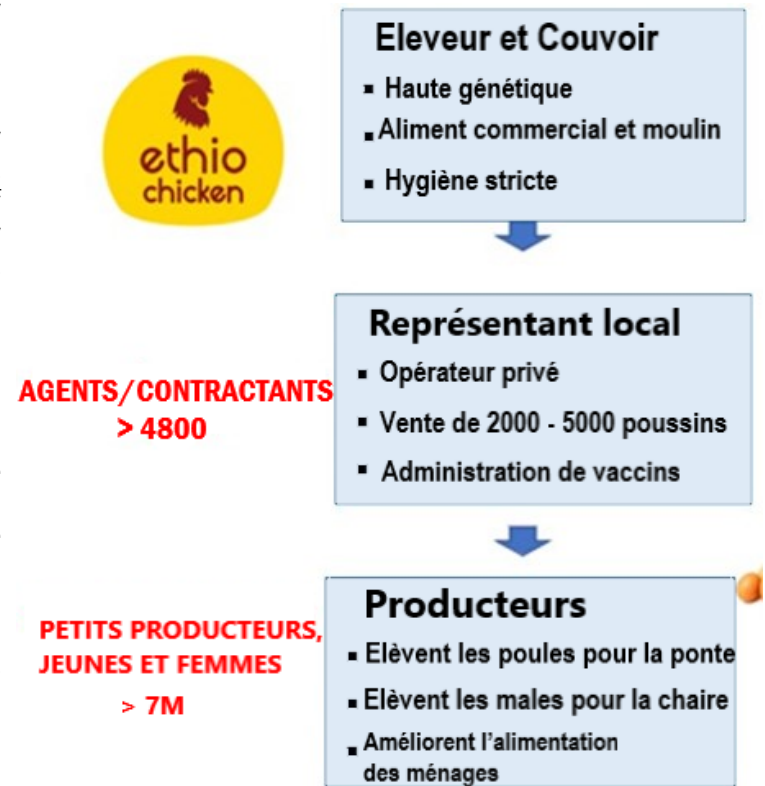 ethio
chicken
Eleveur et Couvoir
▪ Haute génétique
▪ Aliment commercial et moulin
▪ Hygiène stricte
Représentant local
▪ Opérateur privé
▪ Vente de 2000 - 5000 poussins
▪ Administration de vaccins
AGENTS/CONTRACTANTS
> 4800
Producteurs
▪ Elèvent les poules pour la ponte
▪ Elèvent les males pour la chaire
▪ Améliorent l’alimentation
des ménages
PETITS PRODUCTEURS,
JEUNES ET FEMMES
> 7M